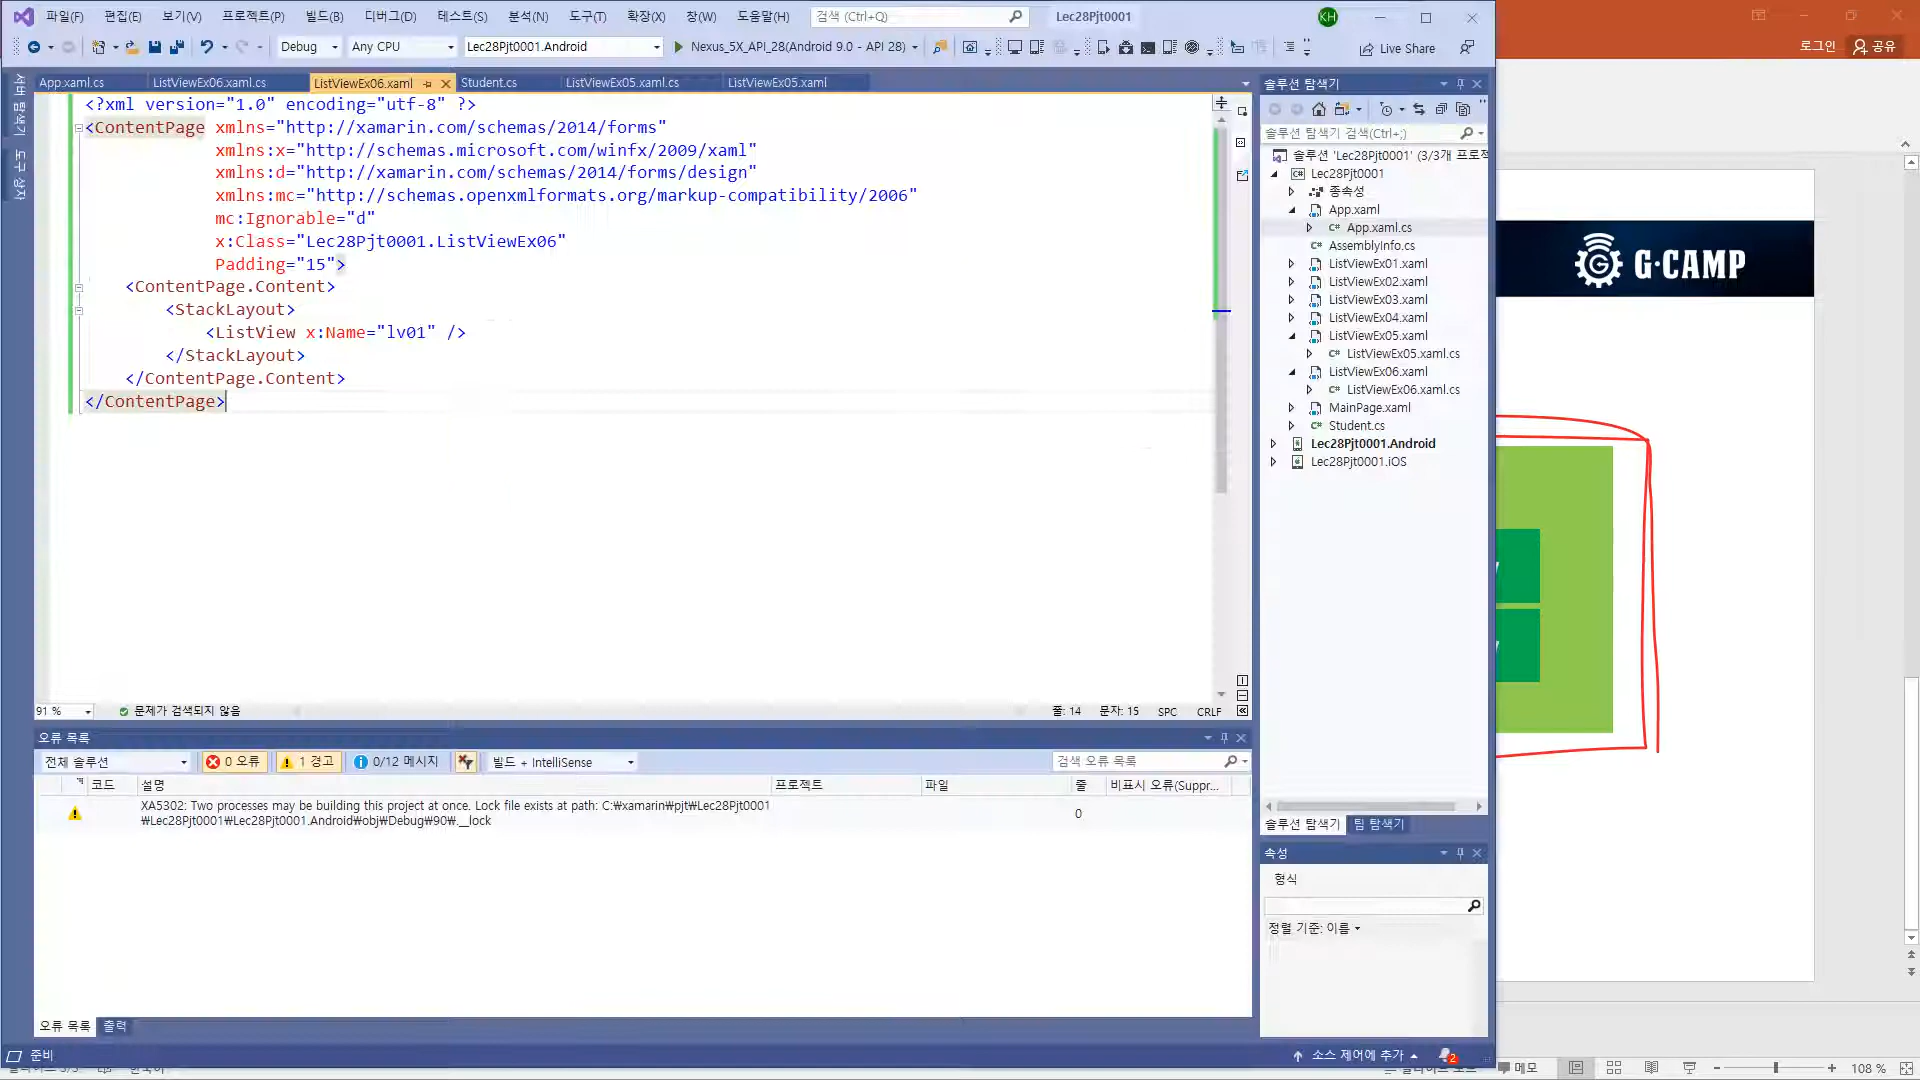 파일(F) 편집(E) 보기(V) 프로젝트(P) 빌드(B) 디버그(D) 테스트(S) 분석(N) 도구(T) 확장(X) 창(W) 도움말(H) 검색 (Ctrl+Q) Lec28Pjt0001 KH
Debug Any CPU Lec28Pjt0001.Android Nexus_5X_API_28(Android 9.0 - API 28) Live Share
로그인 공유
서버 탐색기
도구 상자
App.xaml.cs ListViewEx06.xaml.cs ListViewEx06.xaml Student.cs ListViewEx05.xaml.cs ListViewEx05.xaml
<?xml version="1.0" encoding="utf-8" ?>
<ContentPage xmlns="http://xamarin.com/schemas/2014/forms"
xmlns:x="http://schemas.microsoft.com/winfx/2009/xaml"
xmlns:d="http://xamarin.com/schemas/2014/forms/design"
xmlns:mc="http://schemas.openxmlformats.org/markup-compatibility/2006"
mc:Ignorable="d"
x:Class="Lec28Pjt0001.ListViewEx06"
Padding="15">
<ContentPage.Content>
<StackLayout>
<ListView x:Name="lv01" />
</StackLayout>
</ContentPage.Content>
</ContentPage>
91 % 문제가 검색되지 않음 줄: 14 문자: 15 SPC CRLF
오류 목록
전체 솔루션 0 오류 1 경고 0/12 메시지 빌드 + IntelliSense 검색 오류 목록
코드 설명 프로젝트 파일 줄 비표시 오류(Suppr...
XA5302: Two processes may be building this project at once. Lock file exists at path: C:₩xamarin₩pjt₩Lec28Pjt0001
₩Lec28Pjt0001₩Lec28Pjt0001.Android₩obj₩Debug₩90₩.__lock
0
오류 목록 출력
준비 소스 제어에 추가 2
솔루션 탐색기
솔루션 탐색기 검색(Ctrl+;)
솔루션 'Lec28Pjt0001' (3/3개 프로젝
Lec28Pjt0001
종속성
App.xaml
App.xaml.cs
AssemblyInfo.cs
ListViewEx01.xaml
ListViewEx02.xaml
ListViewEx03.xaml
ListViewEx04.xaml
ListViewEx05.xaml
ListViewEx05.xaml.cs
ListViewEx06.xaml
ListViewEx06.xaml.cs
MainPage.xaml
Student.cs
Lec28Pjt0001.Android
Lec28Pjt0001.iOS
솔루션 탐색기 팀 탐색기
속성
형식
정렬 기준: 이름
G·CAMP
메모 108 %